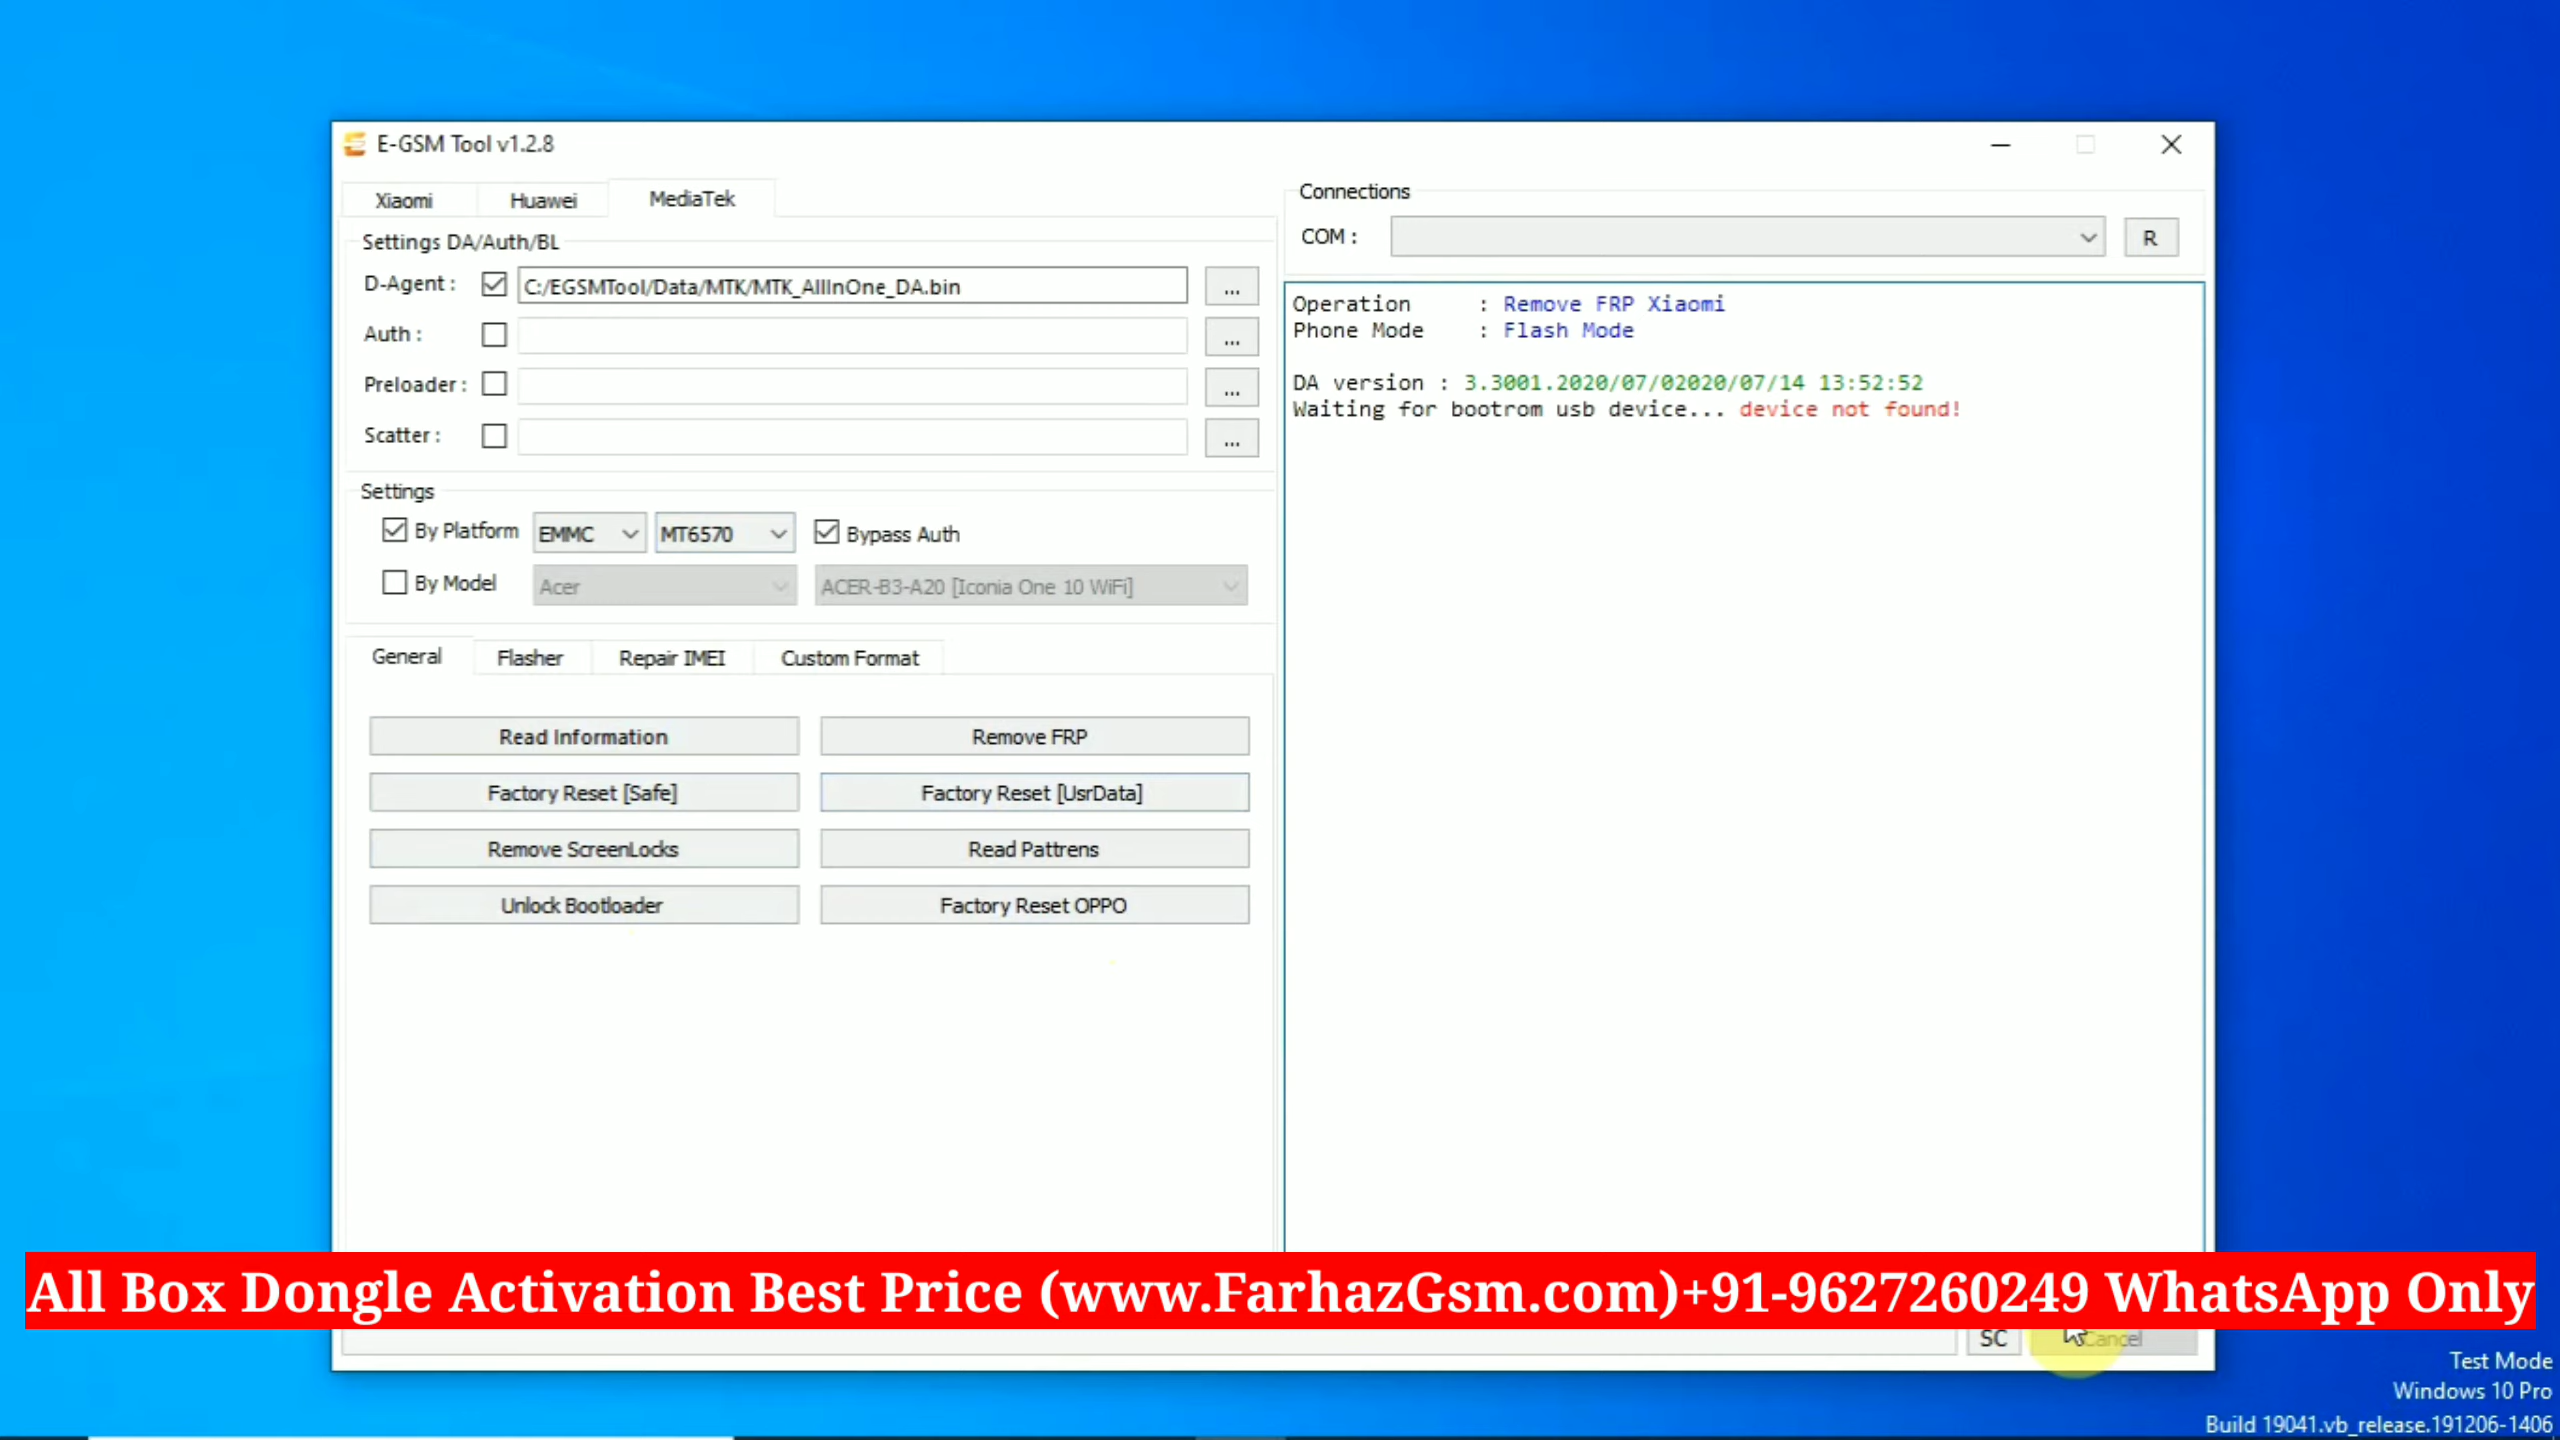 E-GSM Tool v1.2.8
Xiaomi
Huawei
MediaTek
Settings DA/Auth/BL
D-Agent :
C:/EGSMTool/Data/MTK/MTK_AllInOne_DA.bin
...
Auth :
...
Preloader :
...
Scatter :
...
Settings
By Platform
EMMC
MT6570
Bypass Auth
By Model
Acer
ACER-B3-A20 [Iconia One 10 WiFi]
General
Flasher
Repair IMEI
Custom Format
Read Information
Remove FRP
Factory Reset [Safe]
Factory Reset [UsrData]
Remove ScreenLocks
Read Pattrens
Unlock Bootloader
Factory Reset OPPO
Connections
COM :
R
Operation : Remove FRP Xiaomi
Phone Mode : Flash Mode
DA version : 3.3001.2020/07/02020/07/14 13:52:52
Waiting for bootrom usb device... device not found!
All Box Dongle Activation Best Price (www.FarhazGsm.com)+91-9627260249 WhatsApp Only
SC
Cancel
Test Mode
Windows 10 Pro
Build 19041.vb_release.191206-1406